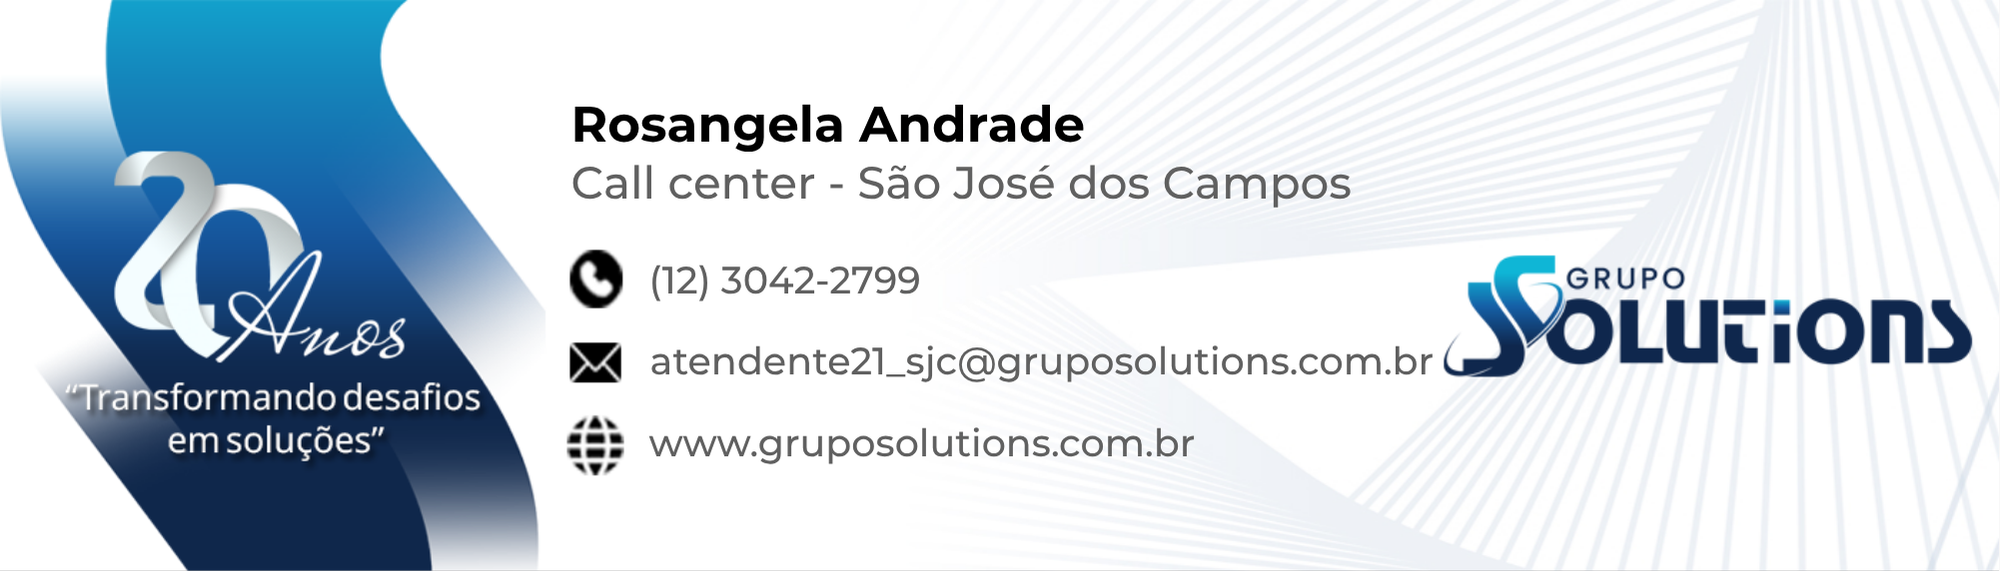 20
Anos
“Transformando desafios
em soluções”
Rosangela Andrade
Call center - São José dos Campos
(12) 3042-2799
atendente21_sjc@gruposolutions.com.br
www.gruposolutions.com.br
GRUPO
SOLUTIONS